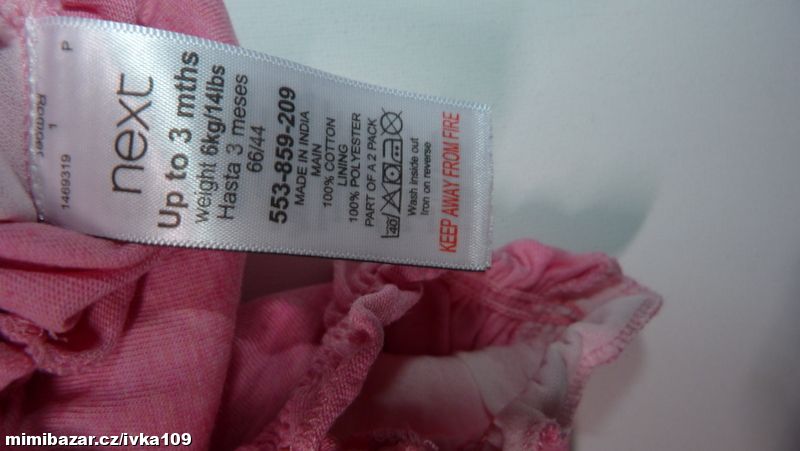 next
Up to 3 mths
weight 6kg/14lbs
Hasta 3 meses
66/44
553-859-209
MADE IN INDIA
MAIN
100% COTTON
LINING
100% POLYESTER
PART OF A 2 PACK
40
Wash inside out
Iron on reverse
KEEP AWAY FROM FIRE
P
1
1469319
mimibazar.cz/ivka109